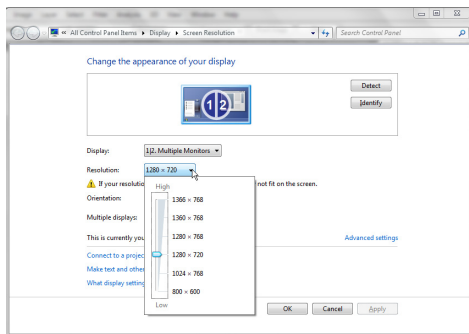 « All Control Panel Items ▸ Display ▸ Screen Resolution
Search Control Panel
Change the appearance of your display
1|2
Detect
Identify
Display: 1|2. Multiple Monitors
Resolution: 1280 × 720
If your resolutio
not fit on the screen.
High
Orientation:
1366 × 768
1360 × 768
Multiple displays:
1280 × 768
This is currently you
Advanced settings
1280 × 720
Connect to a projec
Make text and other
1024 × 768
What display setting
800 × 600
Low
OK Cancel Apply